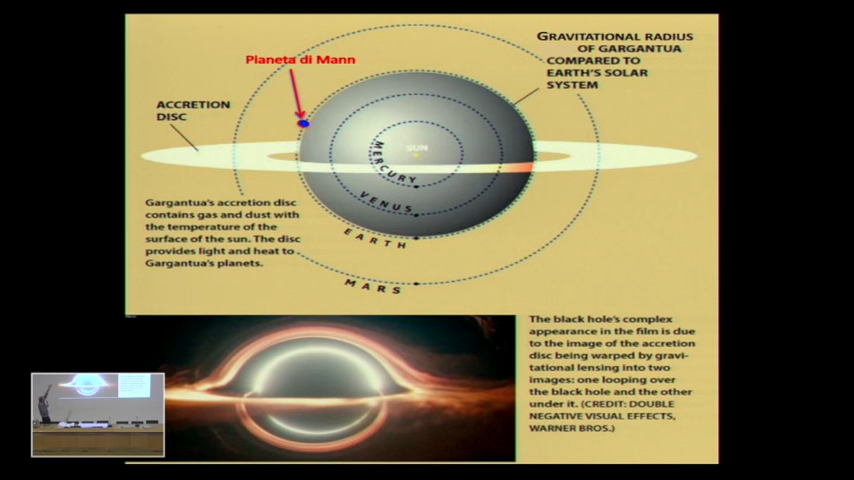 Pianeta di Mann
GRAVITATIONAL RADIUS
OF GARGANTUA
COMPARED TO
EARTH'S SOLAR
SYSTEM
ACCRETION
DISC
SUN
MERCURY
VENUS
EARTH
MARS
Gargantua's accretion disc
contains gas and dust with
the temperature of the
surface of the sun. The disc
provides light and heat to
Gargantua's planets.
The black hole's complex
appearance in the film is due
to the image of the accretion
disc being warped by gravi-
tational lensing into two
images: one looping over
the black hole and the other
under it. (CREDIT: DOUBLE
NEGATIVE VISUAL EFFECTS,
WARNER BROS.)